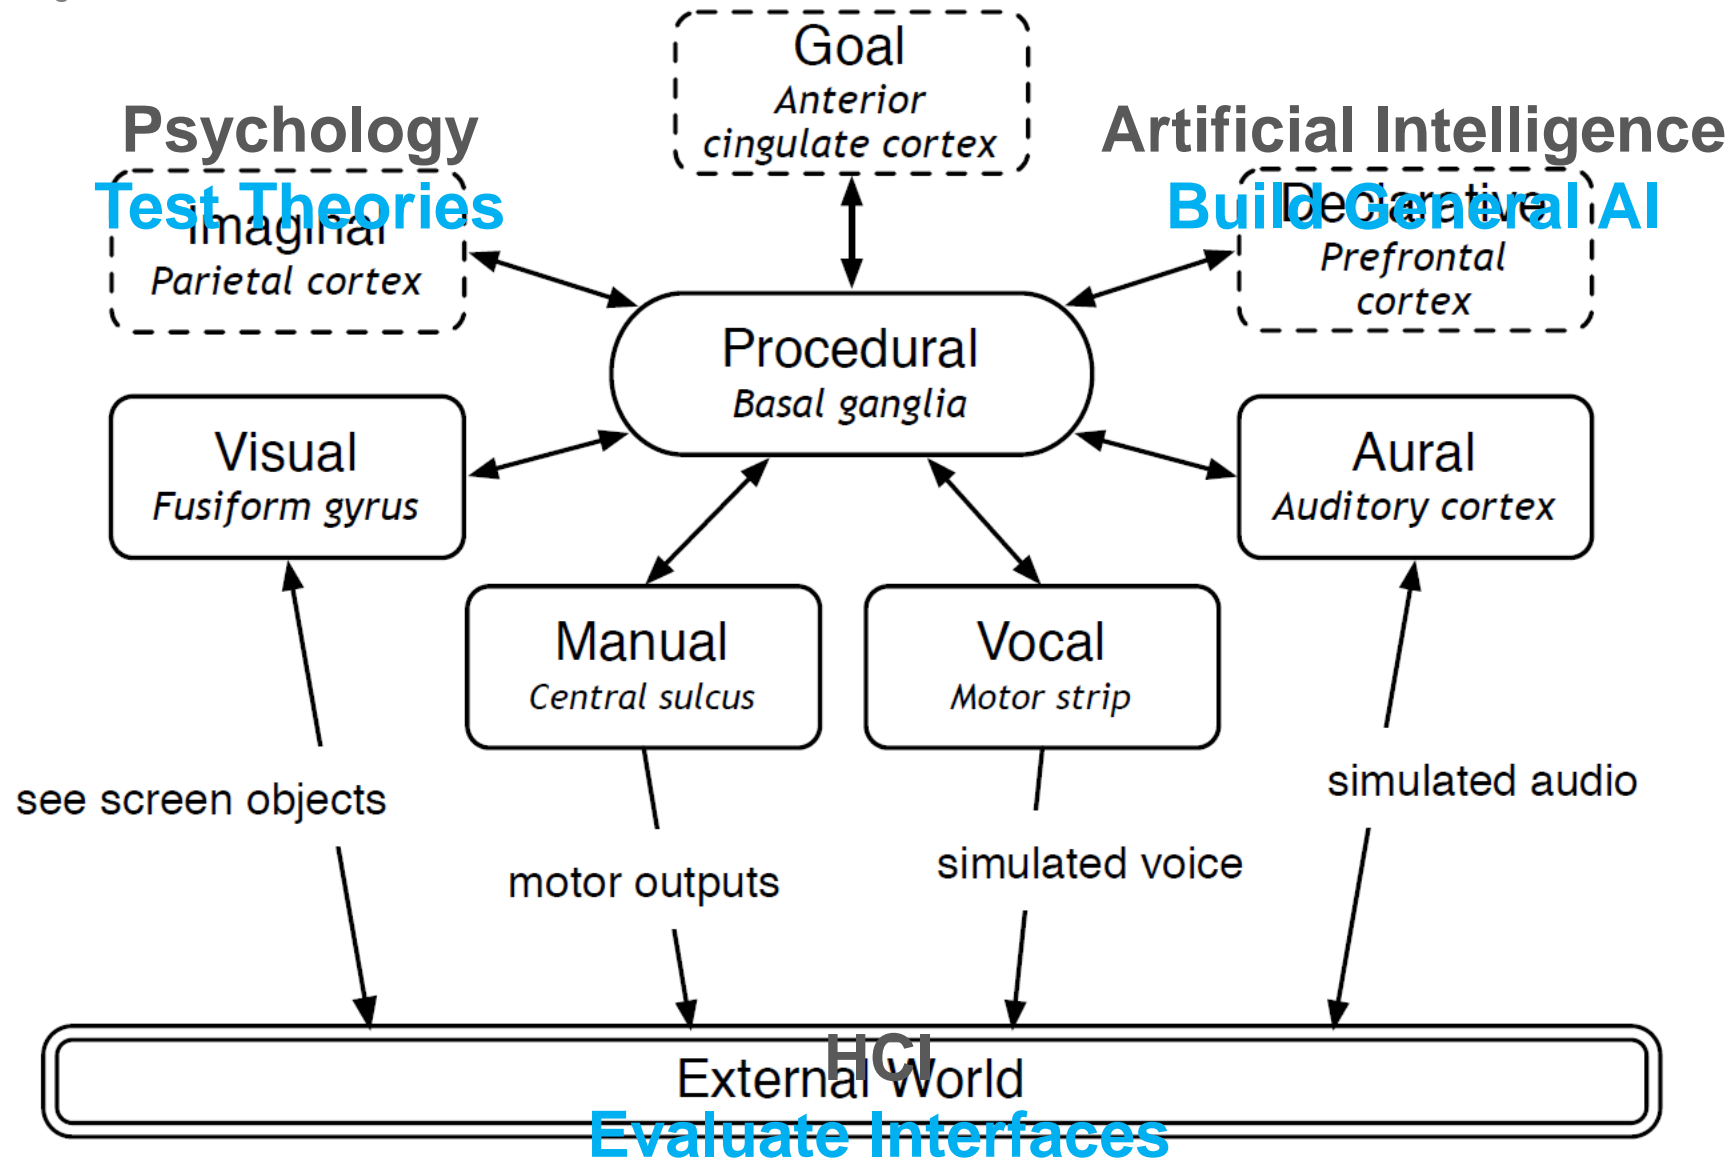 Goal
Anterior
cingulate cortex
Psychology
Test Theories
Artificial Intelligence
Build General AI
Imaginal
Parietal cortex
Declarative
Prefrontal
cortex
Procedural
Basal ganglia
Visual
Fusiform gyrus
Aural
Auditory cortex
Manual
Central sulcus
Vocal
Motor strip
see screen objects
motor outputs
simulated voice
simulated audio
HCI
External World
Evaluate Interfaces